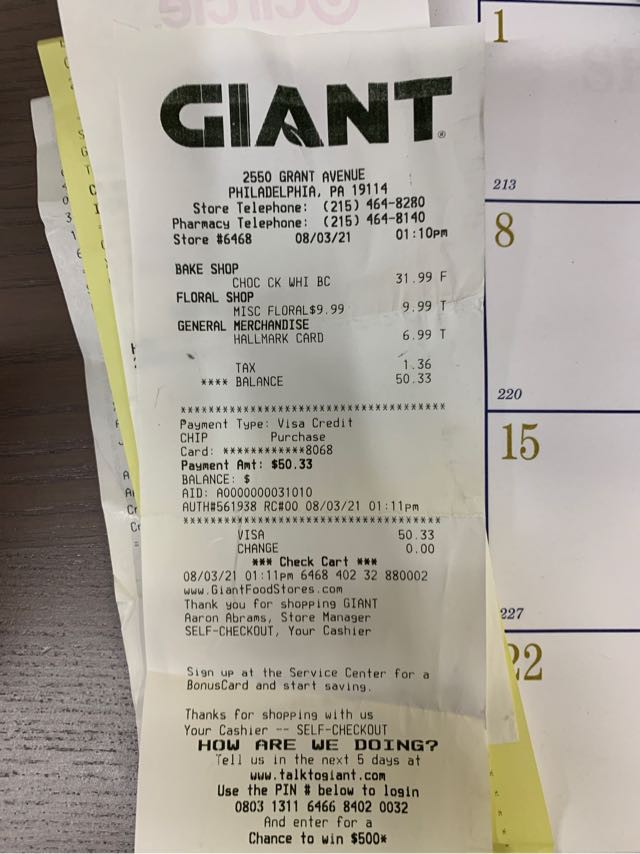 circle.
GIANT®
2550 GRANT AVENUE
PHILADELPHIA, PA 19114
Store Telephone: (215) 464-8280
Pharmacy Telephone: (215) 464-8140
Store #6468 08/03/21 01:10pm
BAKE SHOP
CHOC CK WHI BC 31.99 F
FLORAL SHOP
MISC FLORAL$9.99 9.99 T
GENERAL MERCHANDISE
HALLMARK CARD 6.99 T
TAX 1.36
**** BALANCE 50.33
****************************************
Payment Type: Visa Credit
CHIP Purchase
Card: ************8068
Payment Amt: $50.33
BALANCE: $
AID: A0000000031010
AUTH#561938 RC#00 08/03/21 01:11pm
****************************************
VISA 50.33
CHANGE 0.00
*** Check Cart ***
08/03/21 01:11pm 6468 402 32 880002
www.GiantFoodStores.com
Thank you for shopping GIANT
Aaron Abrams, Store Manager
SELF-CHECKOUT, Your Cashier
Sign up at the Service Center for a
BonusCard and start saving.
Thanks for shopping with us
Your Cashier -- SELF-CHECKOUT
HOW ARE WE DOING?
Tell us in the next 5 days at
www.talktogiant.com
Use the PIN # below to login
0803 1311 6466 8402 0032
And enter for a
Chance to win $500*
1
213
8
220
15
227
22